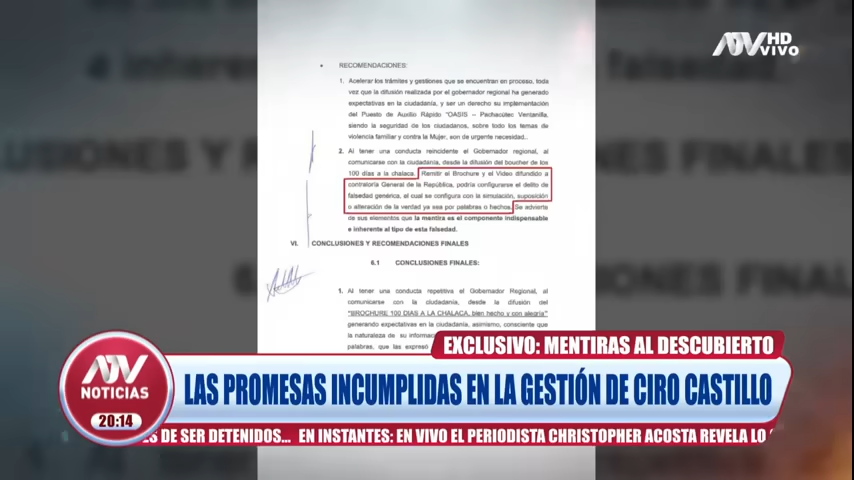 ATV HD
VIVO
• RECOMENDACIONES:
1. Acelerar los trámites y gestiones que se encuentran en proceso, toda
vez que la difusión realizada por el gobernador regional ha generado
expectativas en la ciudadanía, y ser un derecho su implementación
del Puesto de Auxilio Rápido "OASIS – Pachacútec Ventanilla,
siendo la seguridad de los ciudadanos, sobre todo los temas de
violencia familiar y contra la Mujer, son de urgente necesidad..
2. Al tener una conducta reincidente el Gobernador regional, al
comunicarse con la ciudadanía, desde la difusión del boucher de los
100 días a la chalaca. Remitir el Brochure y el Video difundido a
contraloría General de la República, podría configurarse el delito de
falsedad genérica, el cual se configura con la simulación, suposición
o alteración de la verdad ya sea por palabras o hechos. Se advierte
de sus elementos que la mentira es el componente indispensable
e inherente al tipo de esta falsedad.
VI. CONCLUSIONES Y RECOMENDACIONES FINALES
6.1 CONCLUSIONES FINALES:
1. Al tener una conducta repetitiva el Gobernador Regional, al
comunicarse con la ciudadanía, desde la difusión del
"BROCHURE 100 DIAS A LA CHALACA, bien hecho y con alegría"
generando expectativas en la ciudadanía, asimismo, consciente que
la naturaleza de su
palabras, que las expresó
EXCLUSIVO: MENTIRAS AL DESCUBIERTO
LAS PROMESAS INCUMPLIDAS EN LA GESTIÓN DE CIRO CASTILLO
ATV
NOTICIAS
20:14
DE SER DETENIDOS... EN INSTANTES: EN VIVO EL PERIODISTA CHRISTOPHER ACOSTA REVELA LO